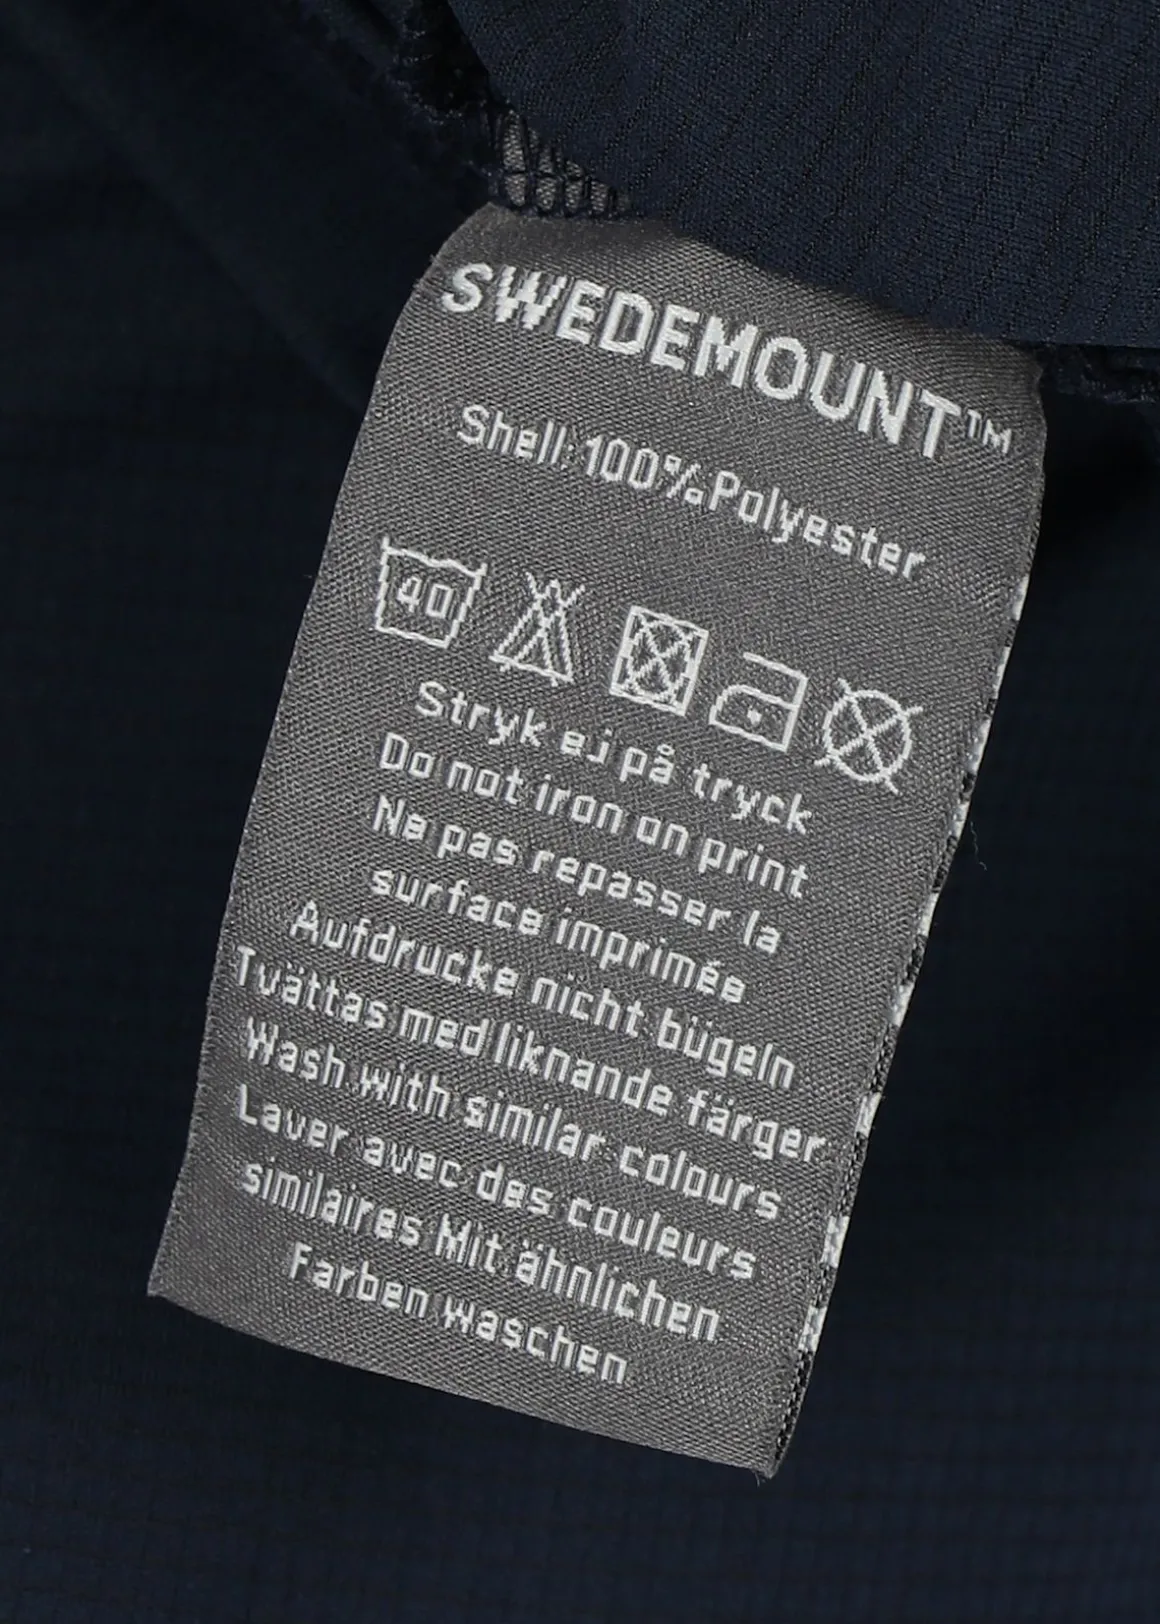 SWEDEMOUNT™
Shell: 100% Polyester
40
Stryk ej på tryck
Do not iron on print
Ne pas repasser la
surface imprimée
Aufdrucke nicht bügeln
Tvättas med liknande färger
Wash with similar colours
Laver avec des couleurs
similaires Mit ähnlichen
Farben waschen